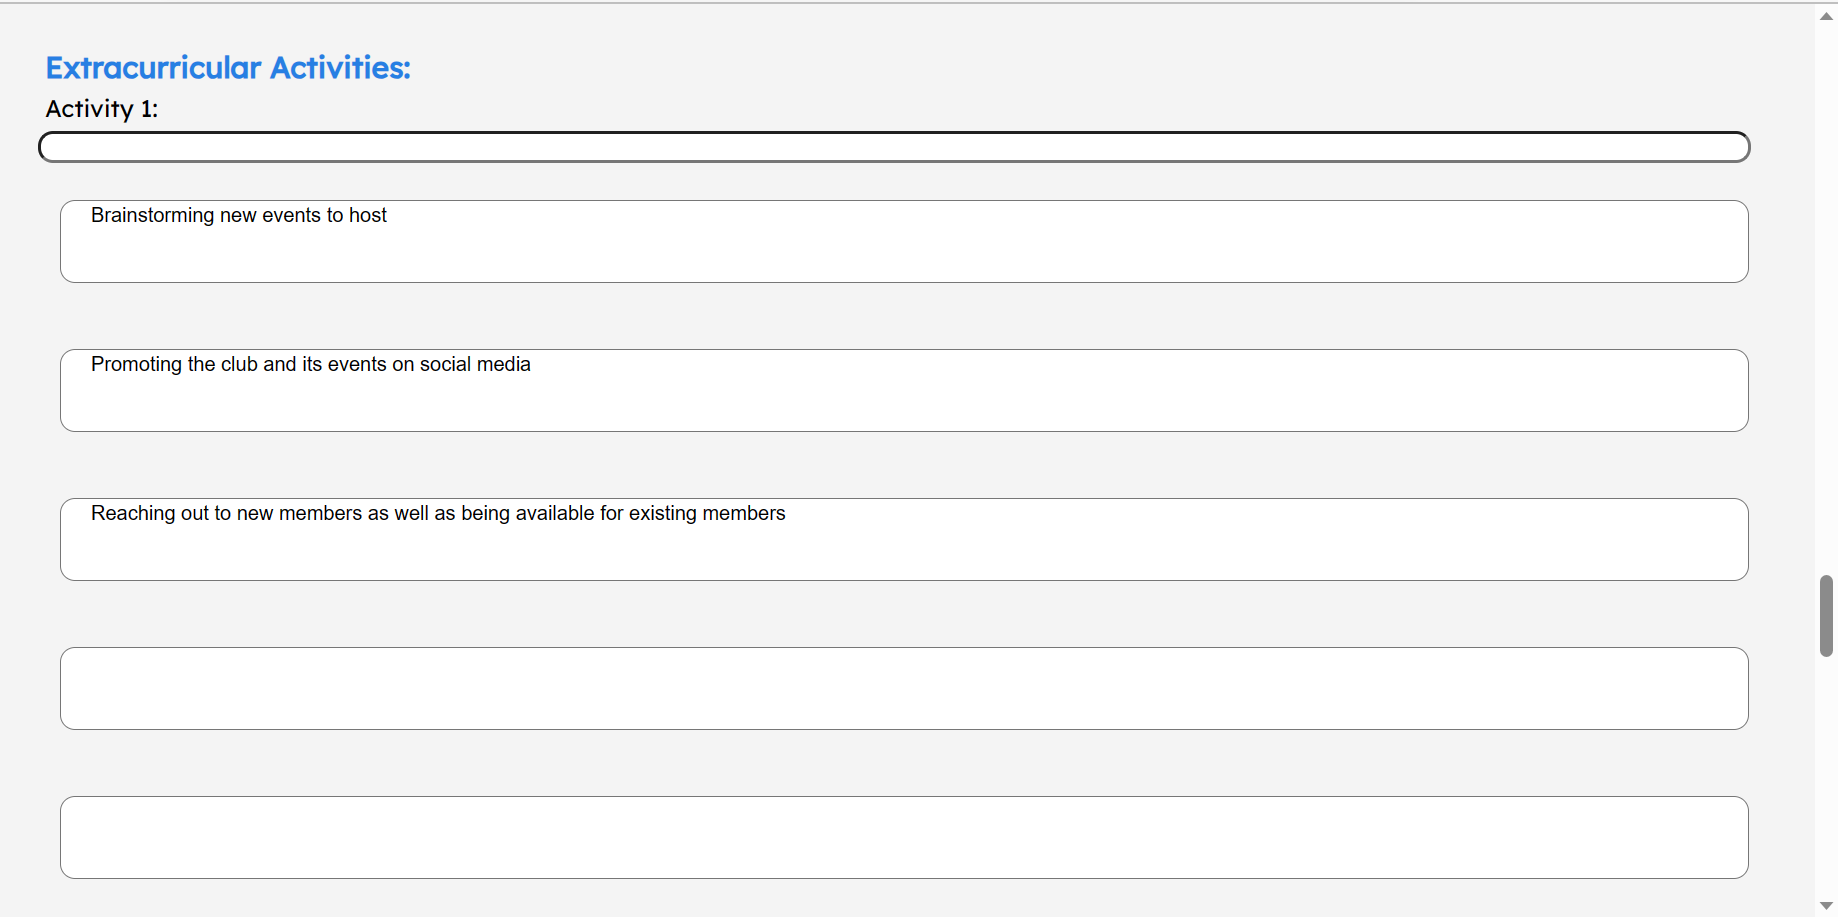 Extracurricular Activities:
Activity 1:
Brainstorming new events to host
Promoting the club and its events on social media
Reaching out to new members as well as being available for existing members